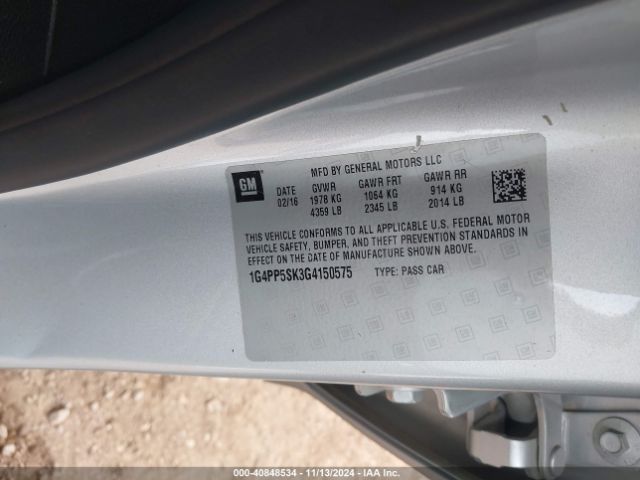 MFD BY GENERAL MOTORS LLC
GM
DATE GVWR GAWR FRT GAWR RR
02/16 1978 KG 1064 KG 914 KG
4359 LB 2345 LB 2014 LB
THIS VEHICLE CONFORMS TO ALL APPLICABLE U.S. FEDERAL MOTOR
VEHICLE SAFETY, BUMPER, AND THEFT PREVENTION STANDARDS IN
EFFECT ON THE DATE OF MANUFACTURE SHOWN ABOVE.
1G4PP5SK3G4150575 TYPE: PASS CAR
000-40848534 - 11/13/2024 - IAA Inc.